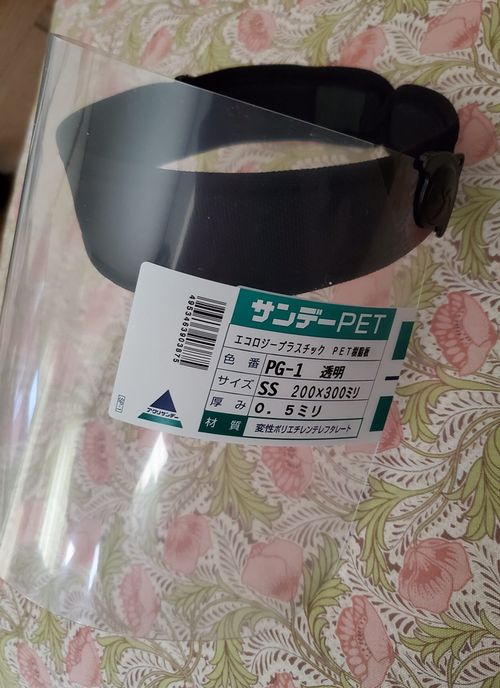 サンデーPET
エコロジープラスチック PET樹脂板
色番 PG-1 透明
サイズ SS 200×300ミリ
厚み 0.5ミリ
材質 変性ポリエチレンテレフタレート
アクリサンデー